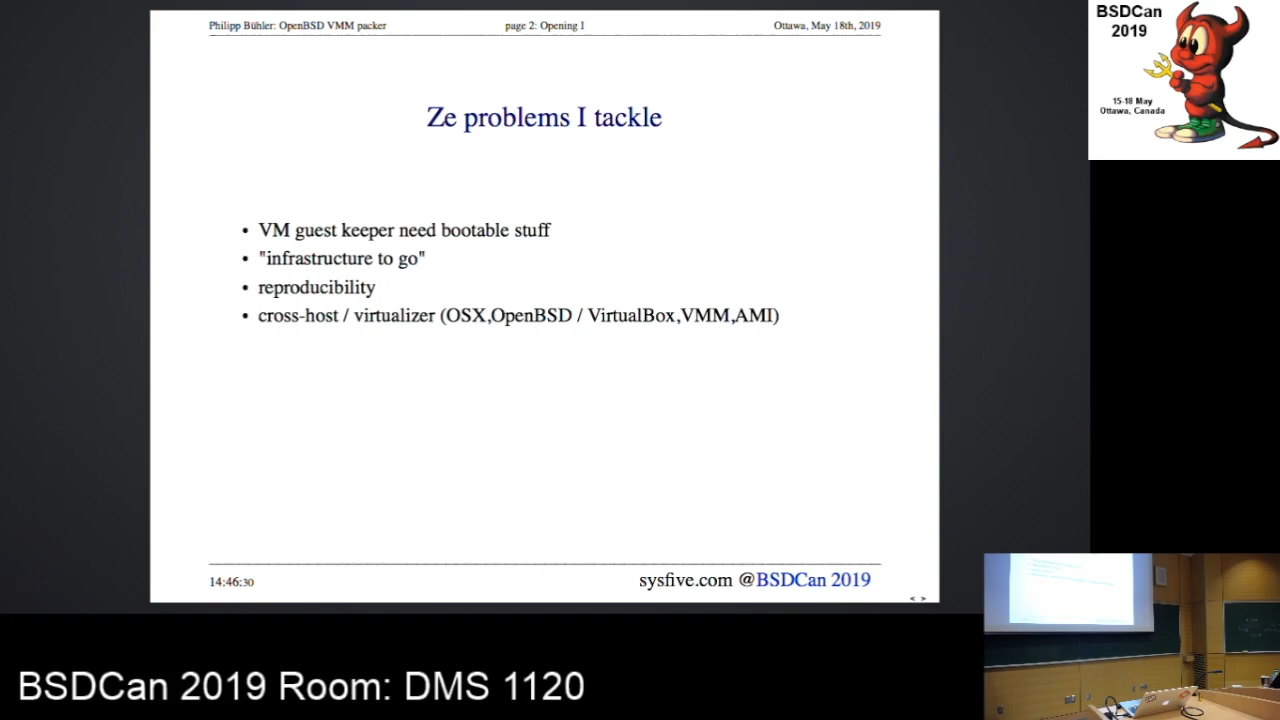 Philipp Bühler: OpenBSD VMM packer page 2: Opening I Ottawa, May 18th, 2019
Ze problems I tackle
• VM guest keeper need bootable stuff
• "infrastructure to go"
• reproducibility
• cross-host / virtualizer (OSX,OpenBSD / VirtualBox,VMM,AMI)
14:46:30 sysfive.com @BSDCan 2019
< >
BSDCan
2019
15-18 May
Ottawa, Canada
BSDCan 2019 Room: DMS 1120